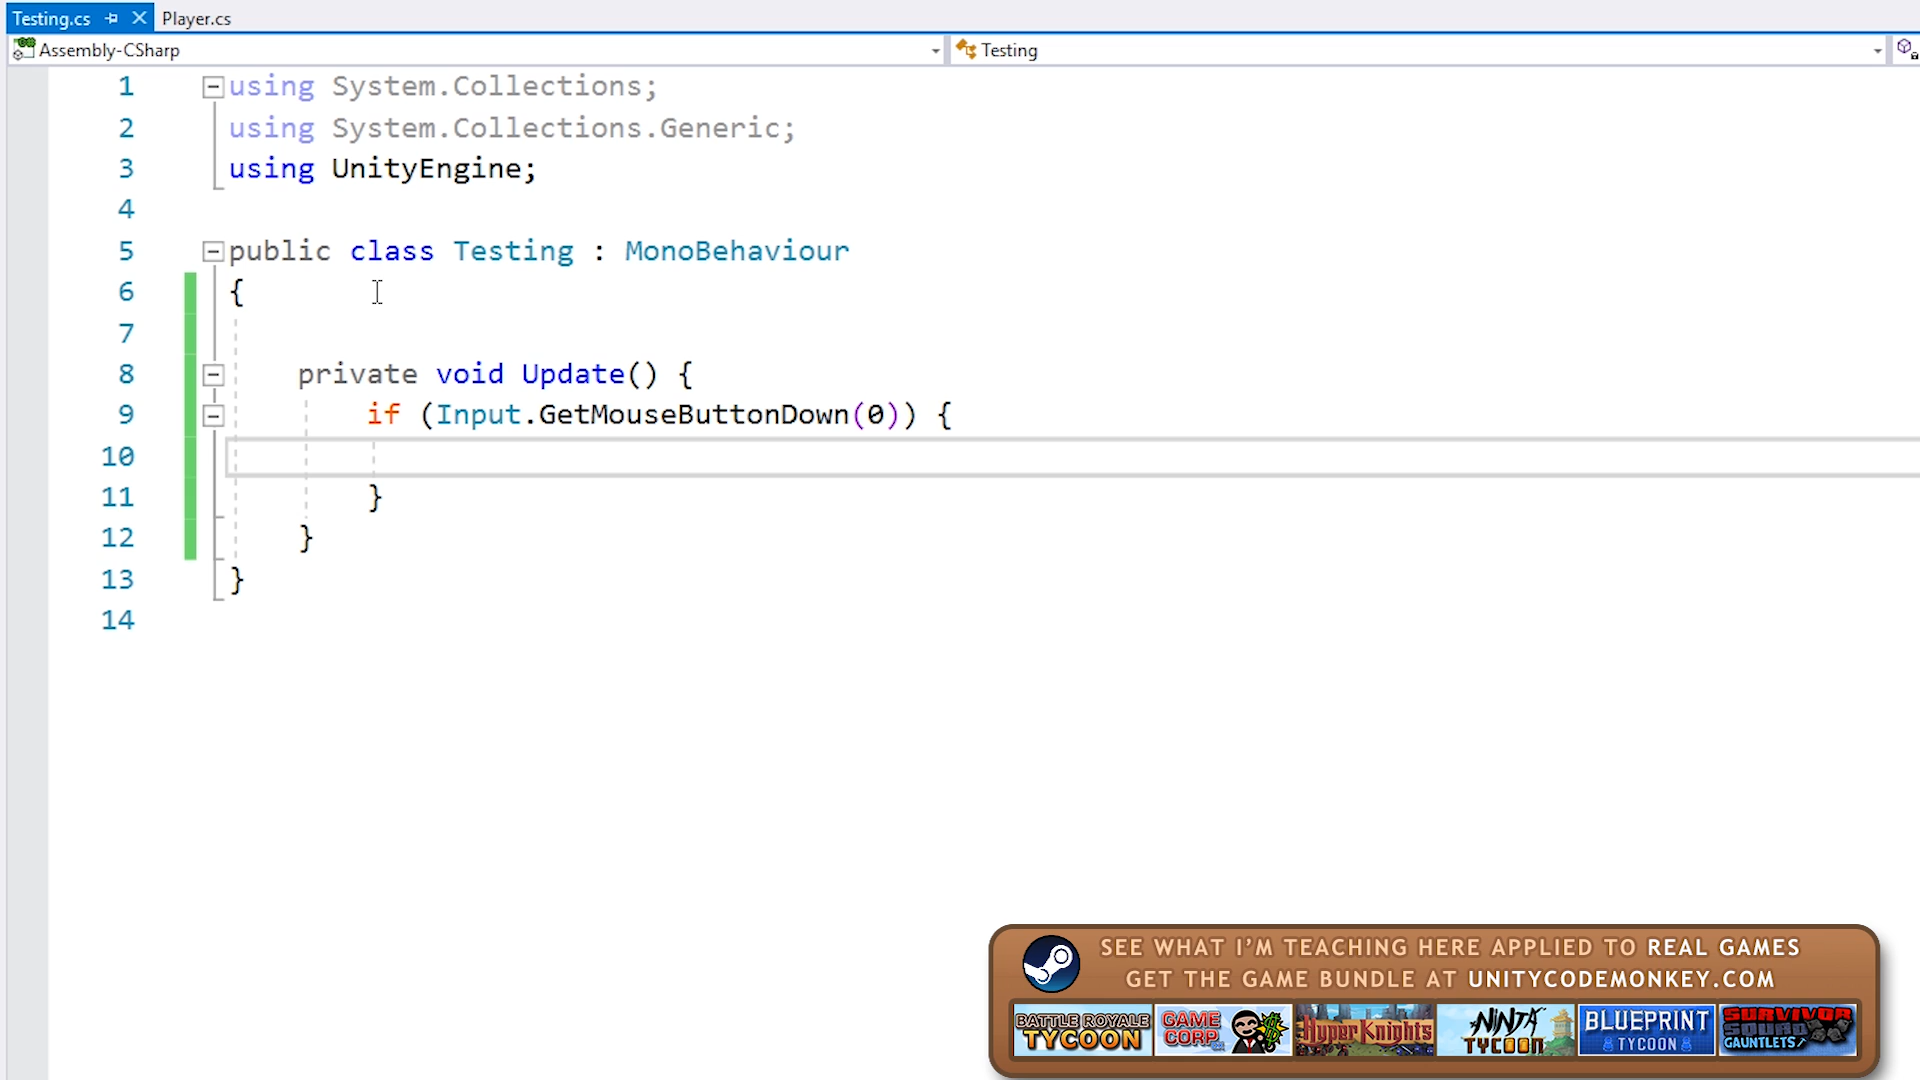 Testing.cs Player.cs
Assembly-CSharp Testing
1 using System.Collections;
2 using System.Collections.Generic;
3 using UnityEngine;
4
5 public class Testing : MonoBehaviour
6 {
7
8 private void Update() {
9 if (Input.GetMouseButtonDown(0)) {
10
11 }
12 }
13 }
14
SEE WHAT I'M TEACHING HERE APPLIED TO REAL GAMES
GET THE GAME BUNDLE AT UNITYCODEMONKEY.COM
BATTLE ROYALE
TYCOON
GAME
CORP
HyperKnights
NINJA
TYCOON
BLUEPRINT
TYCOON
SURVIVOR
SQUAD
GAUNTLETS